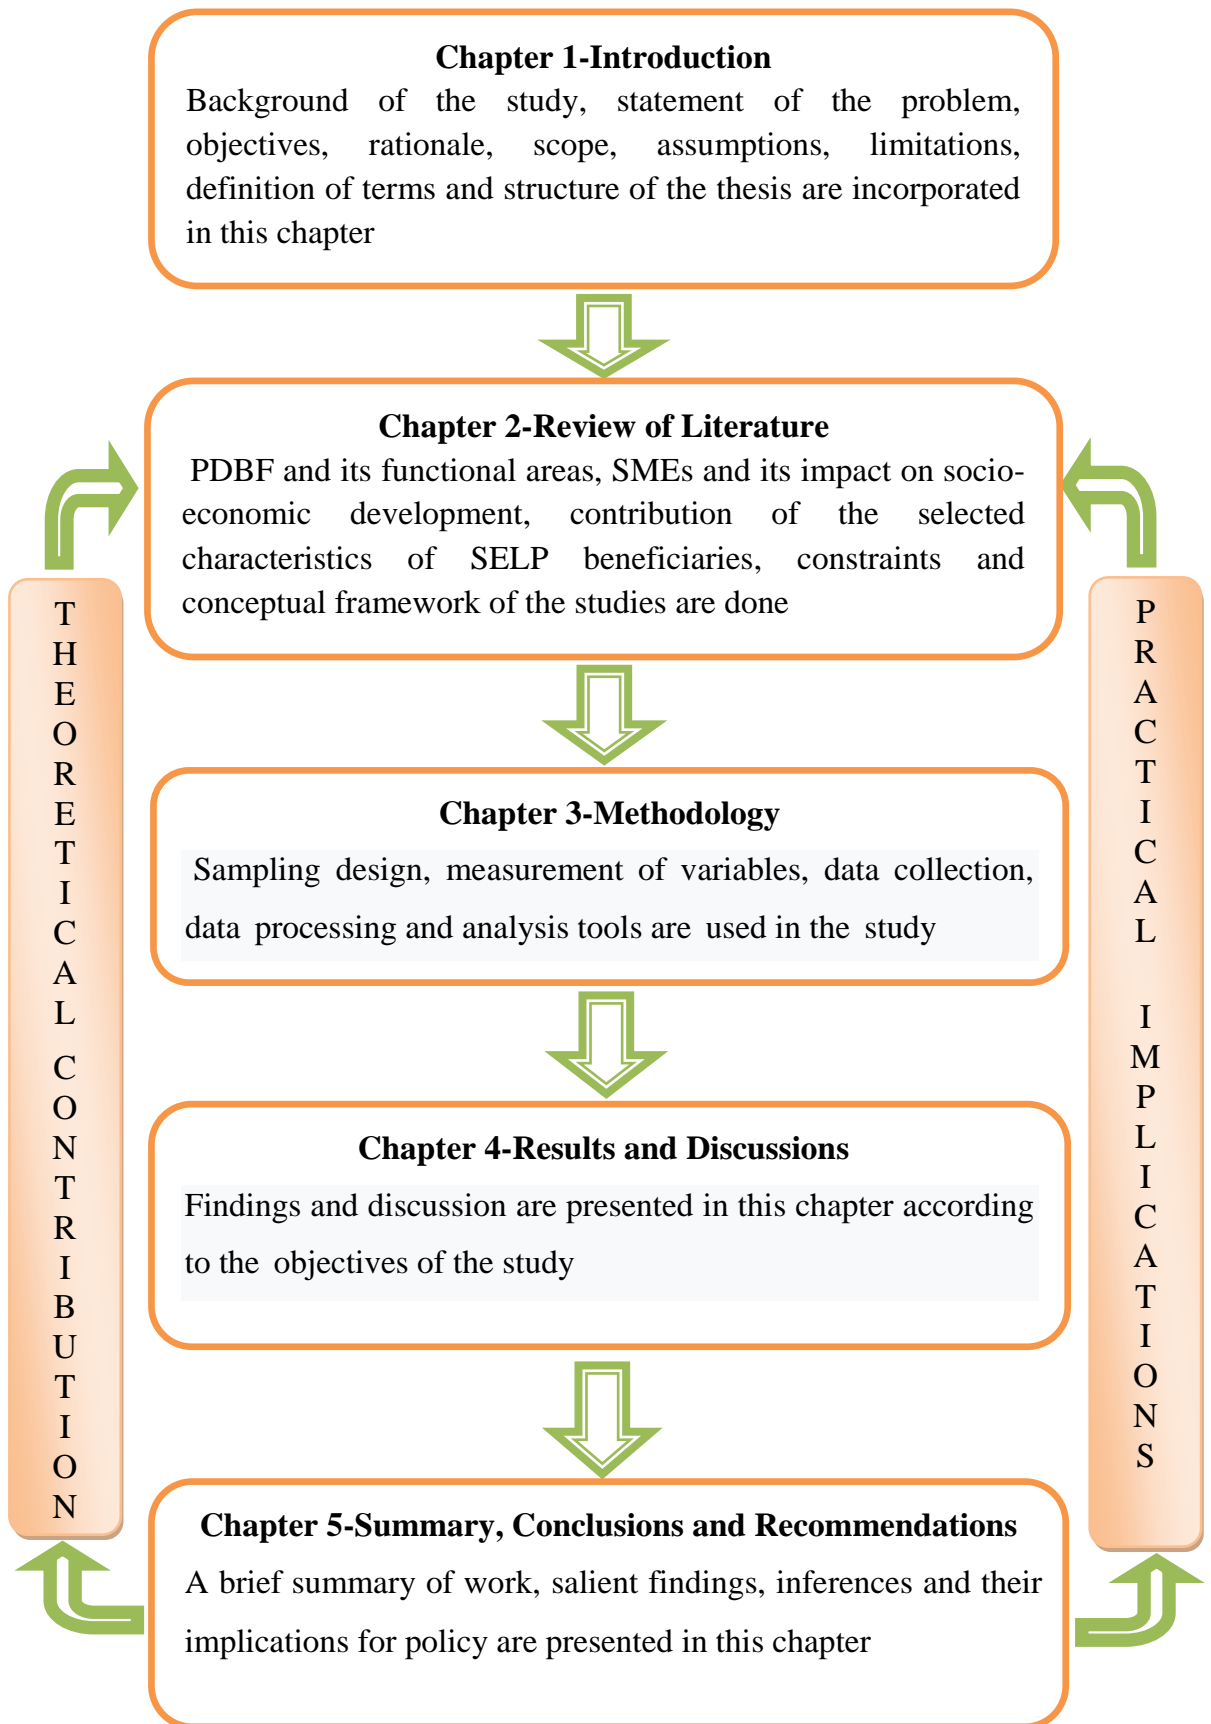 Chapter 1-Introduction
Background of the study, statement of the problem,
objectives, rationale, scope, assumptions, limitations,
definition of terms and structure of the thesis are incorporated
in this chapter
Chapter 2-Review of Literature
PDBF and its functional areas, SMEs and its impact on socio-
economic development, contribution of the selected
characteristics of SELP beneficiaries, constraints and
conceptual framework of the studies are done
Chapter 3-Methodology
Sampling design, measurement of variables, data collection,
data processing and analysis tools are used in the study
Chapter 4-Results and Discussions
Findings and discussion are presented in this chapter according
to the objectives of the study
Chapter 5-Summary, Conclusions and Recommendations
A brief summary of work, salient findings, inferences and their
implications for policy are presented in this chapter
THEORETICAL CONTRIBUTION
PRACTICAL IMPLICATIONS